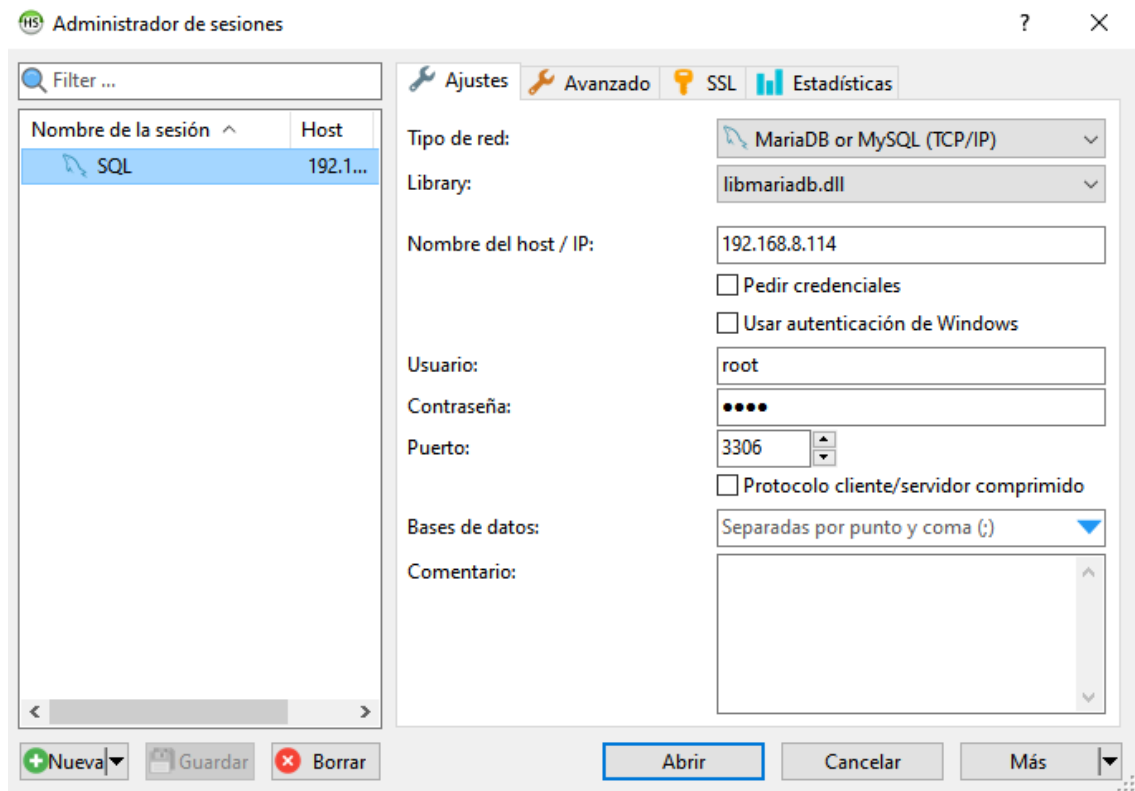 HS Administrador de sesiones ?
Filter ...
Nombre de la sesión Host
SQL 192.1...
Ajustes Avanzado SSL Estadísticas
Tipo de red: MariaDB or MySQL (TCP/IP)
Library: libmariadb.dll
Nombre del host / IP: 192.168.8.114
Pedir credenciales
Usar autenticación de Windows
Usuario: root
Contraseña: ●●●●
Puerto: 3306
Protocolo cliente/servidor comprimido
Bases de datos: Separadas por punto y coma (;)
Comentario:
Nueva Guardar Borrar Abrir Cancelar Más